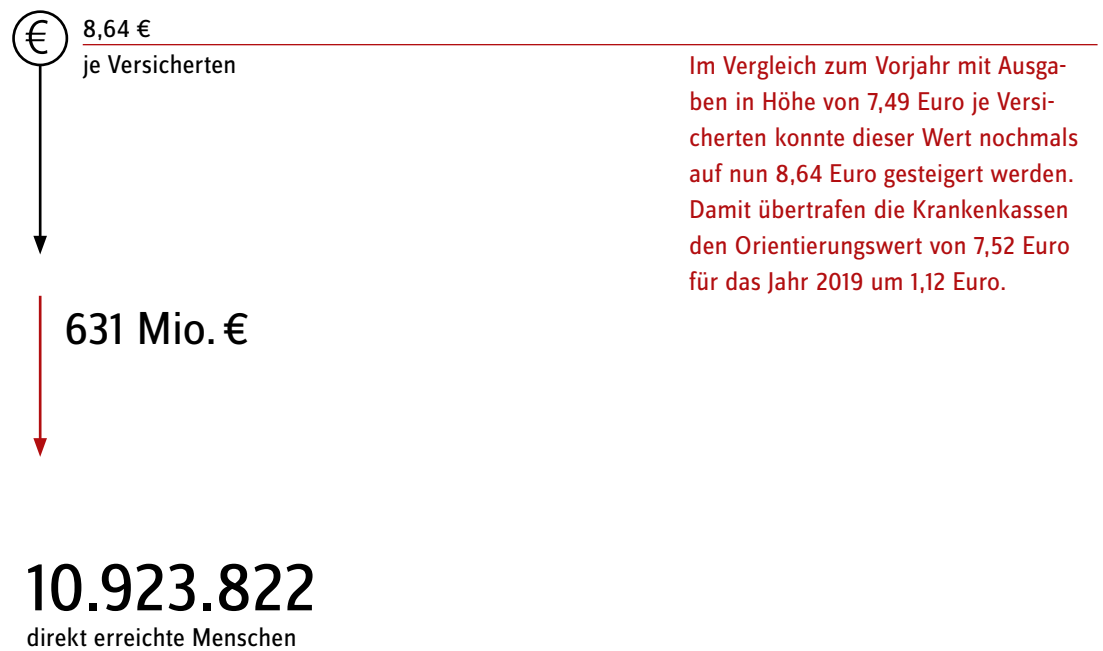 €
8,64 €
je Versicherten
Im Vergleich zum Vorjahr mit Ausga-
ben in Höhe von 7,49 Euro je Versi-
cherten konnte dieser Wert nochmals
auf nun 8,64 Euro gesteigert werden.
Damit übertrafen die Krankenkassen
den Orientierungswert von 7,52 Euro
für das Jahr 2019 um 1,12 Euro.
631 Mio. €
10.923.822
direkt erreichte Menschen